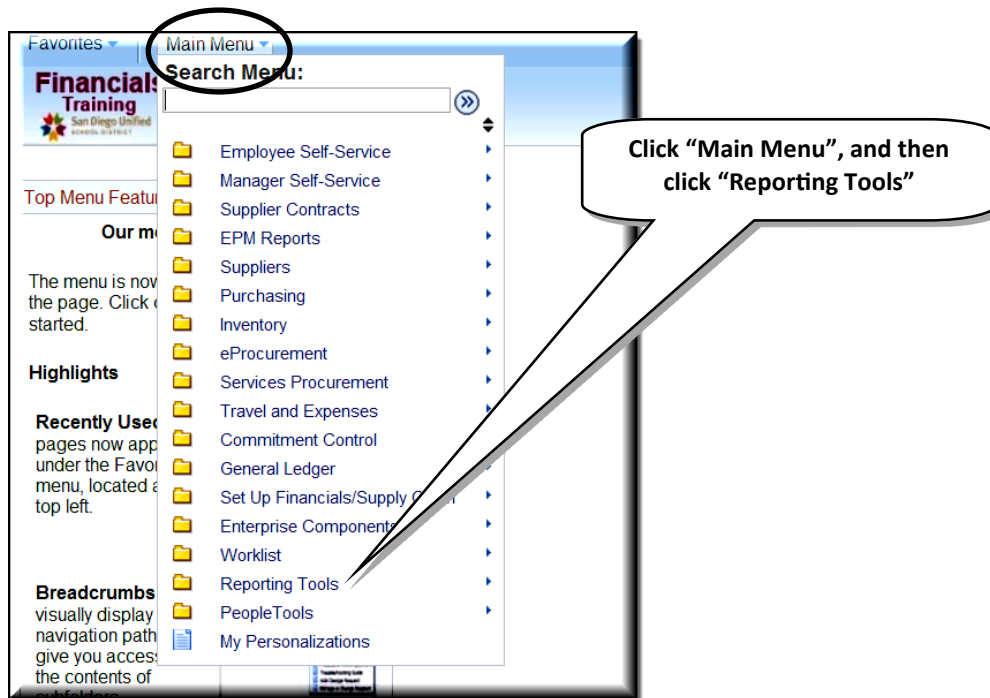 Favorites Main Menu
Search Menu:
Financials
Training
San Diego Unified
SCHOOL DISTRICT
Click “Main Menu”, and then
click “Reporting Tools”
Employee Self-Service
Manager Self-Service
Supplier Contracts
EPM Reports
Suppliers
Purchasing
Inventory
eProcurement
Services Procurement
Travel and Expenses
Commitment Control
General Ledger
Set Up Financials/Supply
Enterprise Components
Worklist
Reporting Tools
PeopleTools
My Personalizations
Top Menu Featu
Our m
The menu is now
the page. Click
started.
Highlights
Recently Used
pages now app
under the Favor
menu, located a
top left.
Breadcrumbs
visually display
navigation path
give you access
the contents of
subfolders